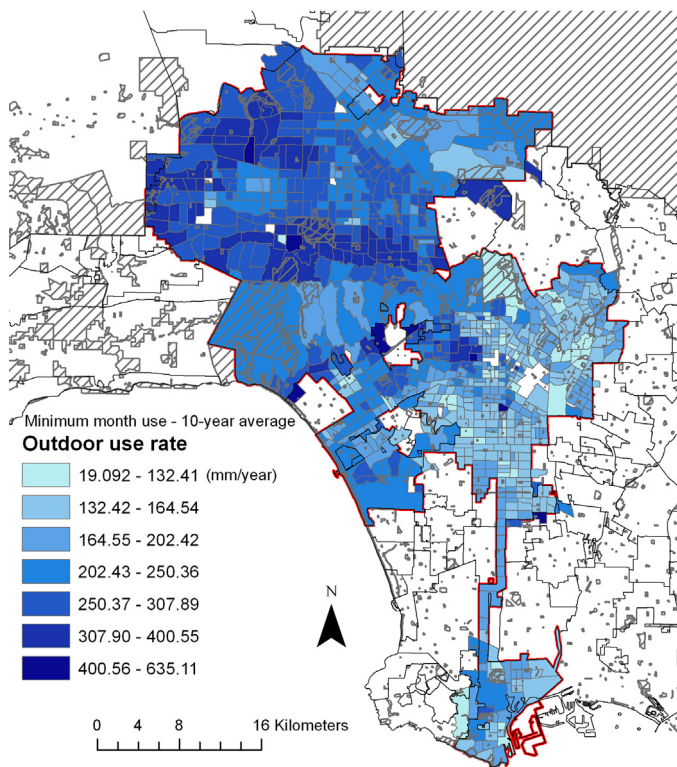 Minimum month use - 10-year average
Outdoor use rate
19.092 - 132.41 (mm/year)
132.42 - 164.54
164.55 - 202.42
202.43 - 250.36
250.37 - 307.89
307.90 - 400.55
400.56 - 635.11
N
0 4 8 16 Kilometers